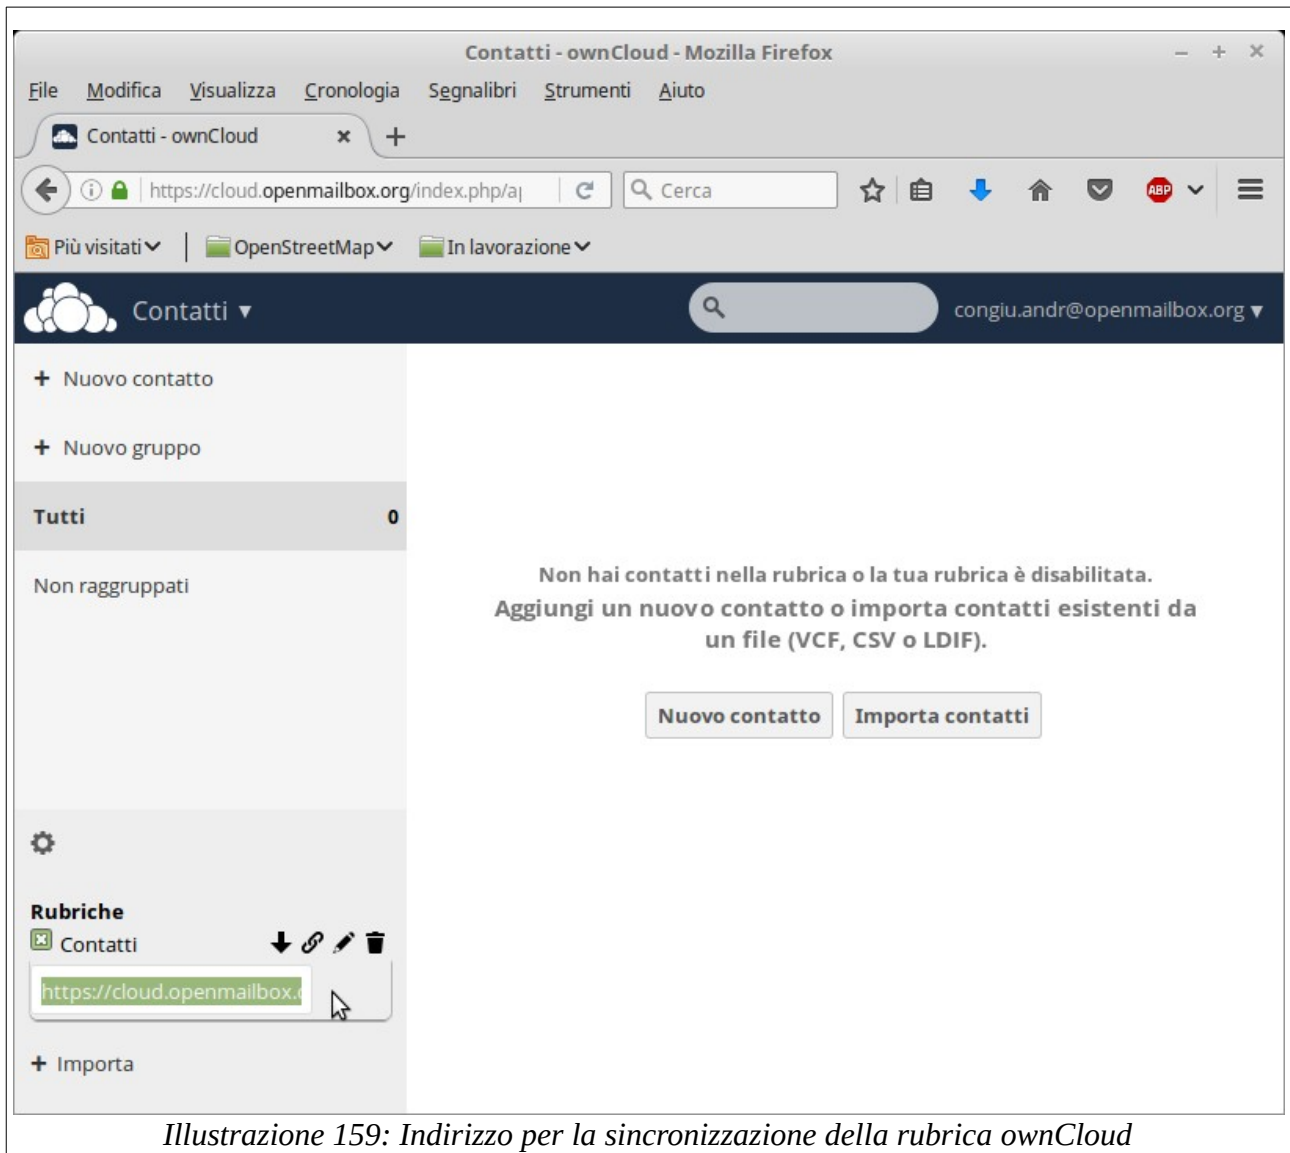 Contatti - ownCloud - Mozilla Firefox
File Modifica Visualizza Cronologia Segnalibri Strumenti Aiuto
Contatti - ownCloud
https://cloud.openmailbox.org/index.php/ap Cerca ABP
Più visitati OpenStreetMap In lavorazione
Contatti ▾ congiu.andr@openmailbox.org ▾
+ Nuovo contatto
+ Nuovo gruppo
Tutti 0
Non raggruppati
Non hai contatti nella rubrica o la tua rubrica è disabilitata.
Aggiungi un nuovo contatto o importa contatti esistenti da
un file (VCF, CSV o LDIF).
Nuovo contatto Importa contatti
Rubriche
Contatti
https://cloud.openmailbox.o
+ Importa
Illustrazione 159: Indirizzo per la sincronizzazione della rubrica ownCloud